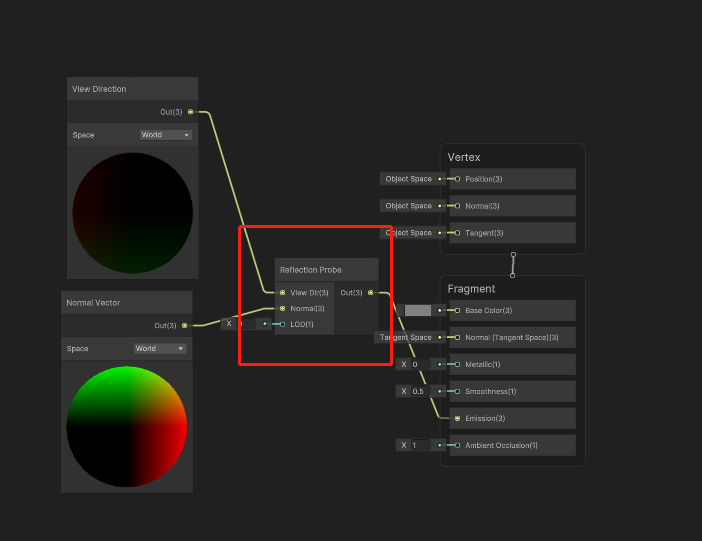 View Direction
Out(3)
Space World
Normal Vector
Out(3)
Space World
Reflection Probe
View Dir(3) Out(3)
Normal(3)
X LOD(1)
Vertex
Object Space Position(3)
Object Space Normal(3)
Object Space Tangent(3)
Fragment
Base Color(3)
Tangent Space Normal (Tangent Space)(3)
X 0 Metallic(1)
X 0.5 Smoothness(1)
Emission(3)
X 1 Ambient Occlusion(1)